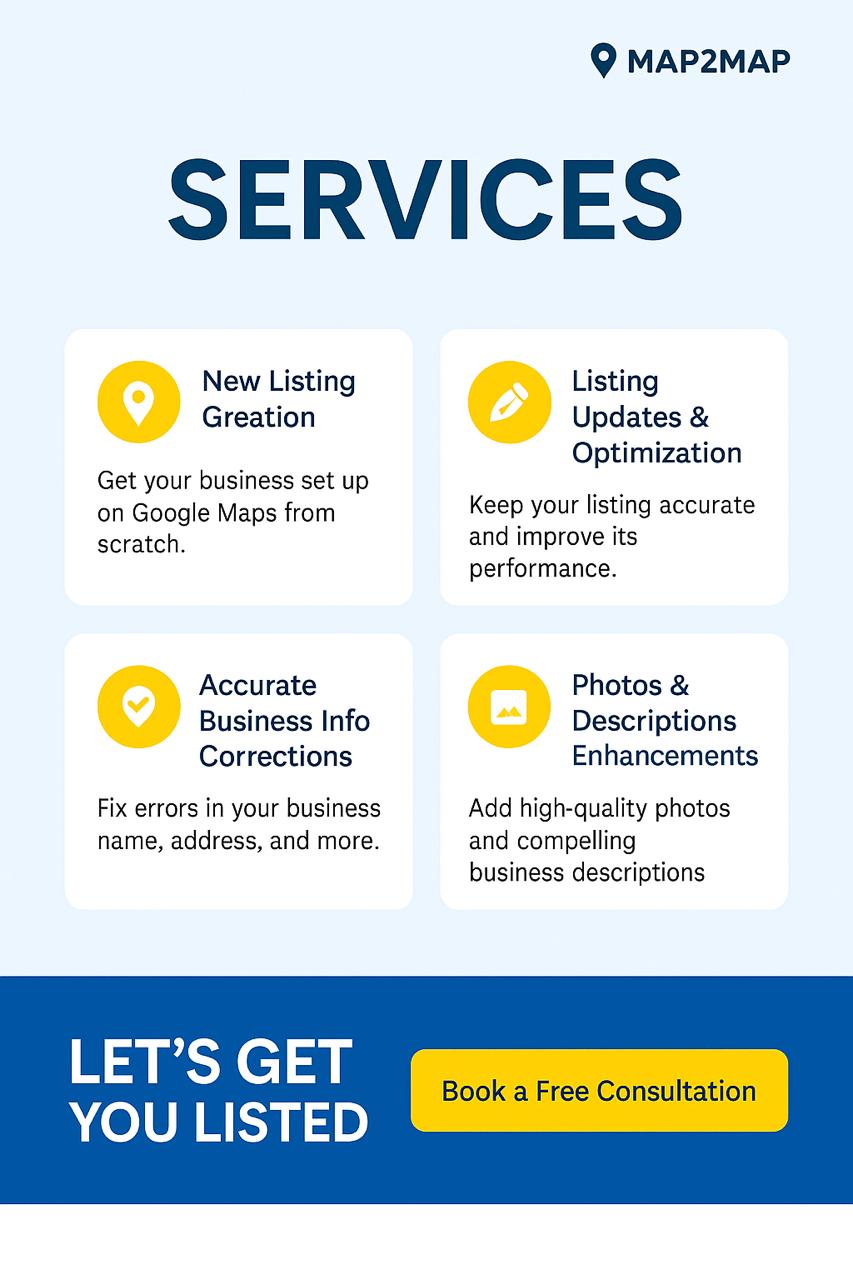 MAP2MAP
SERVICES
New Listing
Greation
Get your business set up
on Google Maps from
scratch.
Listing
Updates &
Optimization
Keep your listing accurate
and improve its
performance.
Accurate
Business Info
Corrections
Fix errors in your business
name, address, and more.
Photos &
Descriptions
Enhancements
Add high-quality photos
and compelling
business descriptions
LET’S GET
YOU LISTED
Book a Free Consultation